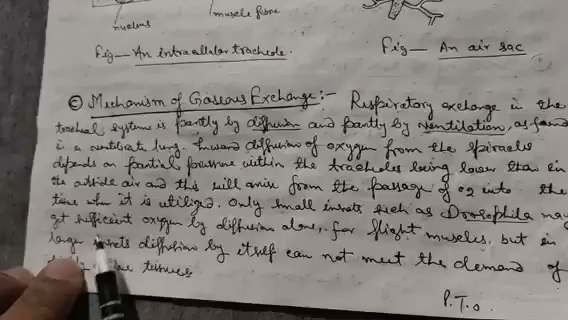 nucleus
muscle fibre
Fig— An intracellular tracheole.
Fig— An air sac
© Mechanism of Gaseous Exchange:- Respiratory exchange in the
tracheal system is partly by diffusion and partly by ventilation, as found
in a vertibrate lung. Inward diffusion of oxygen from the spiracles
depends on partial pressure within the tracheoles being lower than in
the outside air and this will arise from the passage of O2 into the
time when it is utilized. Only small insects such as Drosophila may
get sufficient oxygen by diffusion alone, for flight muscles, but in
large insects diffusion by itself can not meet the demand of
tissues
P.T.O.